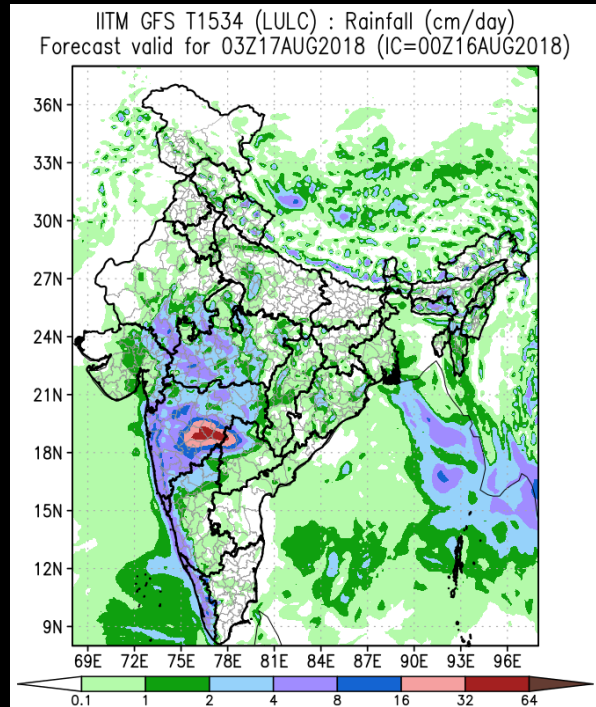 IITM GFS T1534 (LULC) : Rainfall (cm/day)
Forecast valid for 03Z17AUG2018 (IC=00Z16AUG2018)
36N
33N
30N
27N
24N
21N
18N
15N
12N
9N
69E 72E 75E 78E 81E 84E 87E 90E 93E 96E
0.1 1 2 4 8 16 32 64